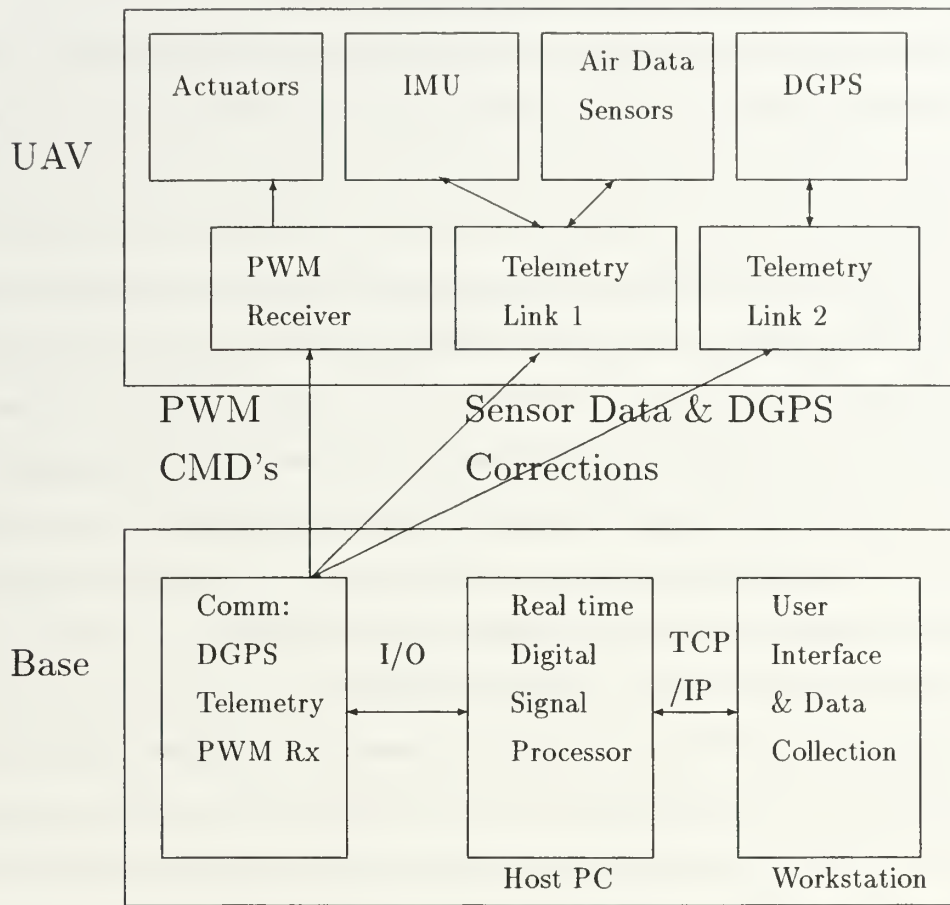 UAV
Actuators
IMU
Air Data
Sensors
DGPS
PWM
Receiver
Telemetry
Link 1
Telemetry
Link 2
PWM
CMD's
Sensor Data & DGPS
Corrections
Base
Comm:
DGPS
Telemetry
PWM Rx
I/O
Real time
Digital
Signal
Processor
TCP
/IP
User
Interface
& Data
Collection
Host PC
Workstation